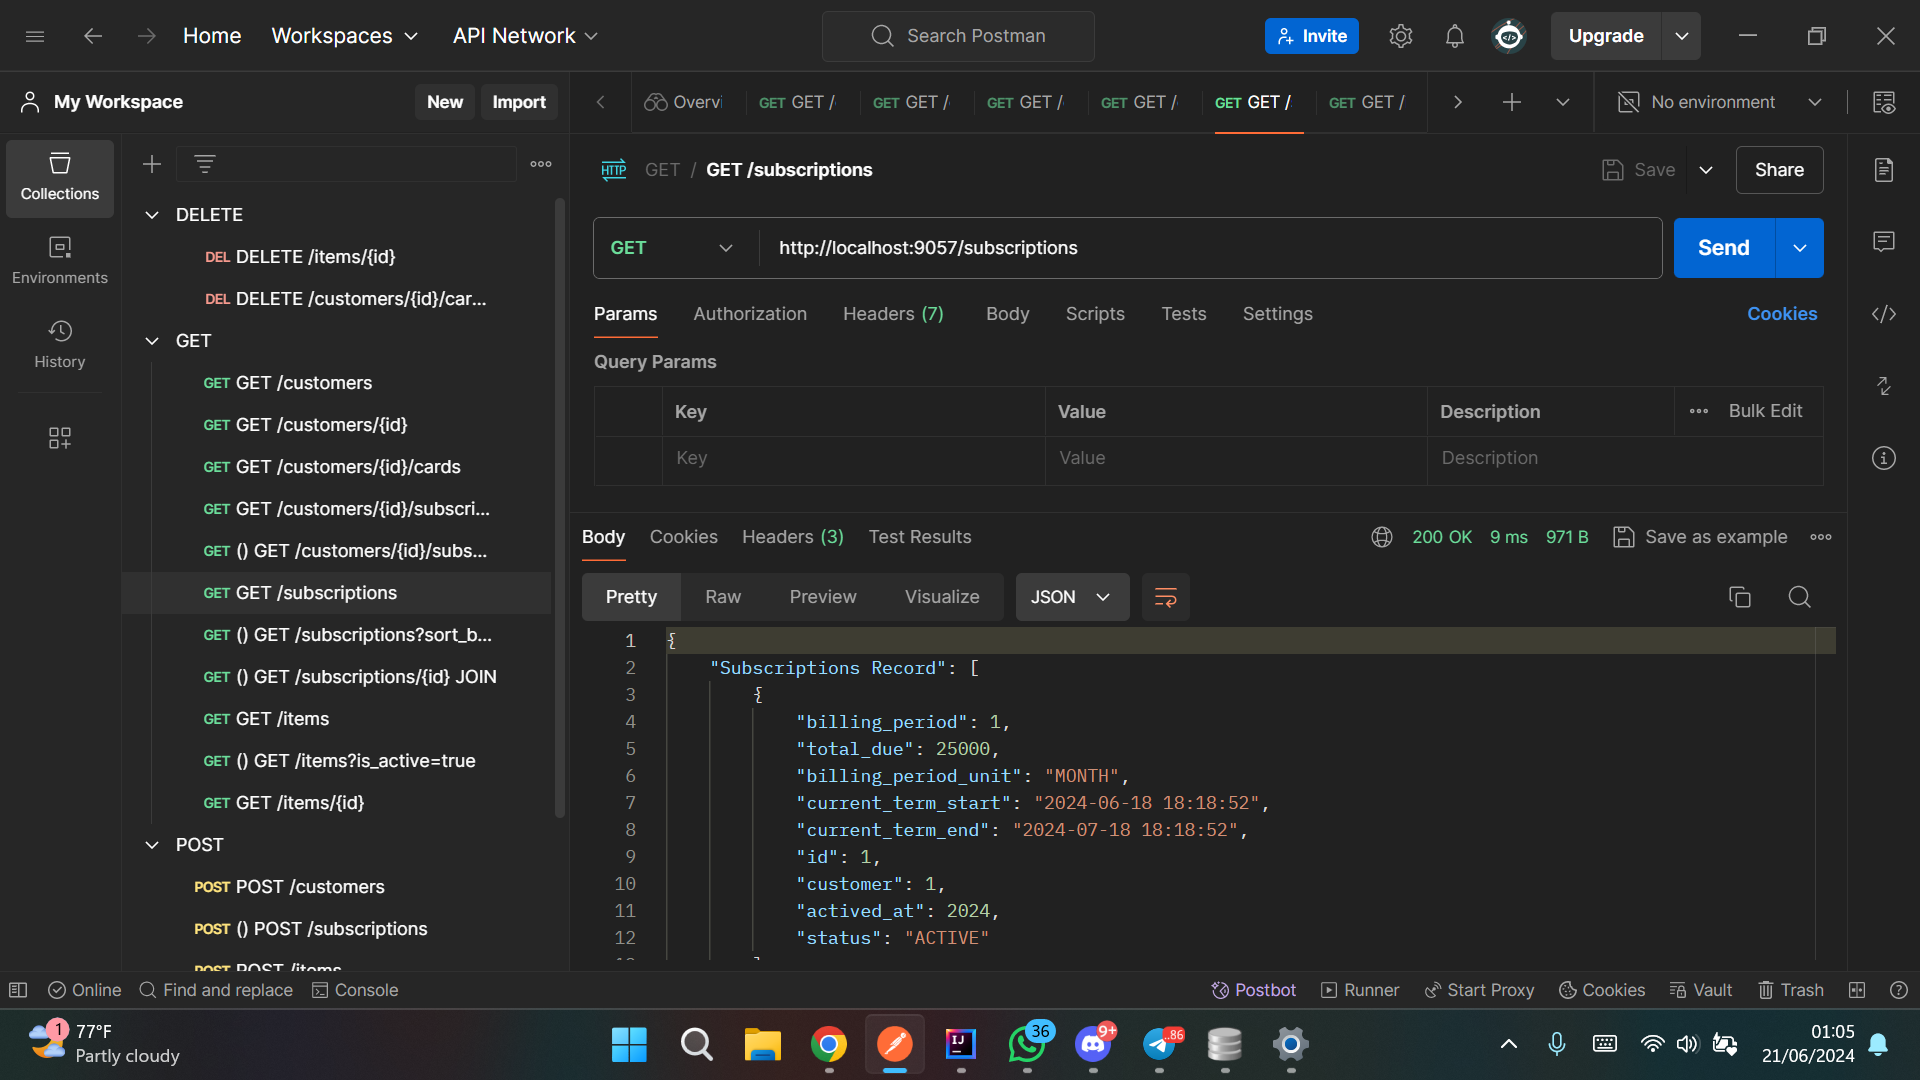 Home
Workspaces
API Network
Search Postman
Invite
Upgrade
My Workspace
New
Import
Overvi
GET GET /
GET GET /
GET GET /
GET GET /
GET GET /
GET GET /
No environment
Collections
Environments
History
DELETE
DEL DELETE /items/{id}
DEL DELETE /customers/{id}/car...
GET
GET GET /customers
GET GET /customers/{id}
GET GET /customers/{id}/cards
GET GET /customers/{id}/subscri...
GET () GET /customers/{id}/subs...
GET GET /subscriptions
GET () GET /subscriptions?sort_b...
GET () GET /subscriptions/{id} JOIN
GET GET /items
GET () GET /items?is_active=true
GET GET /items/{id}
POST
POST POST /customers
POST () POST /subscriptions
POST POST /items
HTTP GET / GET /subscriptions
Save
Share
GET
http://localhost:9057/subscriptions
Send
Params
Authorization
Headers (7)
Body
Scripts
Tests
Settings
Cookies
Query Params
Key
Value
Description
Bulk Edit
Key
Value
Description
Body
Cookies
Headers (3)
Test Results
200 OK
9 ms
971 B
Save as example
Pretty
Raw
Preview
Visualize
JSON
1 {
2 "Subscriptions Record": [
3 {
4 "billing_period": 1,
5 "total_due": 25000,
6 "billing_period_unit": "MONTH",
7 "current_term_start": "2024-06-18 18:18:52",
8 "current_term_end": "2024-07-18 18:18:52",
9 "id": 1,
10 "customer": 1,
11 "actived_at": 2024,
12 "status": "ACTIVE"
Online
Find and replace
Console
Postbot
Runner
Start Proxy
Cookies
Vault
Trash
1
77°F
Partly cloudy
IJ
36
9+
..86
01:05
21/06/2024